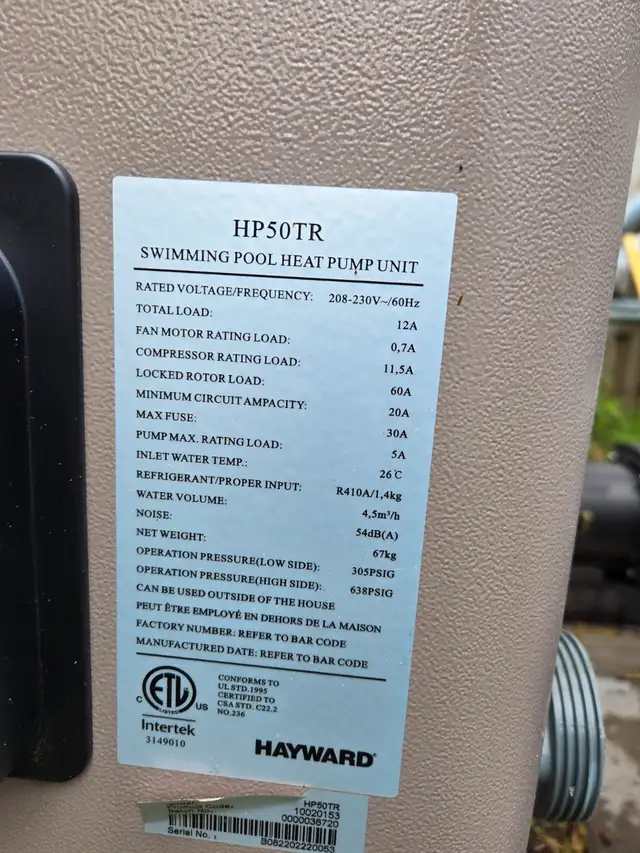 HP50TR
SWIMMING POOL HEAT PUMP UNIT
RATED VOLTAGE/FREQUENCY: 208-230V~/60Hz
TOTAL LOAD: 12A
FAN MOTOR RATING LOAD: 0,7A
COMPRESSOR RATING LOAD: 11,5A
LOCKED ROTOR LOAD: 60A
MINIMUM CIRCUIT AMPACITY: 20A
MAX FUSE: 30A
PUMP MAX. RATING LOAD: 5A
INLET WATER TEMP.: 26℃
REFRIGERANT/PROPER INPUT: R410A/1,4kg
WATER VOLUME: 4,5m³/h
NOISE: 54dB(A)
NET WEIGHT: 67kg
OPERATION PRESSURE(LOW SIDE): 305PSIG
OPERATION PRESSURE(HIGH SIDE): 638PSIG
CAN BE USED OUTSIDE OF THE HOUSE
PEUT ÊTRE EMPLOYÉ EN DEHORS DE LA MAISON
FACTORY NUMBER: REFER TO BAR CODE
MANUFACTURED DATE: REFER TO BAR CODE
C ETL LISTED US
Intertek
3149010
CONFORMS TO
UL STD.1995
CERTIFIED TO
CSA STD. C22.2
NO.236
HAYWARD
HP50TR
Code: 10020153
Batch No.: 0000038720
Serial No. : 3082202220053